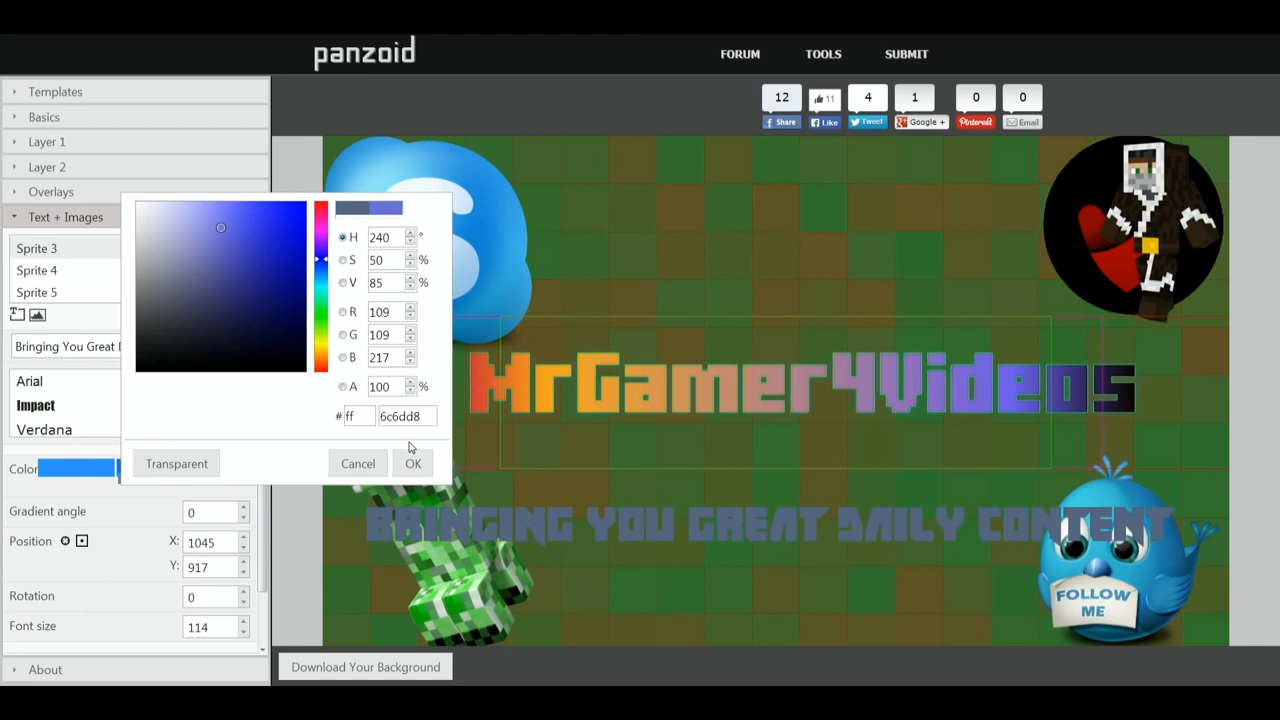 panzoid
FORUM TOOLS SUBMIT
12 11 4 1 0 0
Share Like Tweet Google + Pinterest Email
Templates
Basics
Layer 1
Layer 2
Overlays
Text + Images
Sprite 3
Sprite 4
Sprite 5
Bringing You Great
Arial
Impact
Verdana
Color
Gradient angle 0
Position X: 1045
Y: 917
Rotation 0
Font size 114
About
H 240 °
S 50 %
V 85 %
R 109
G 109
B 217
A 100 %
# ff 6c6dd8
Transparent Cancel OK
MrGamer4Videos
BRINGING YOU GREAT DAILY CONTENT
FOLLOW
ME
Download Your Background